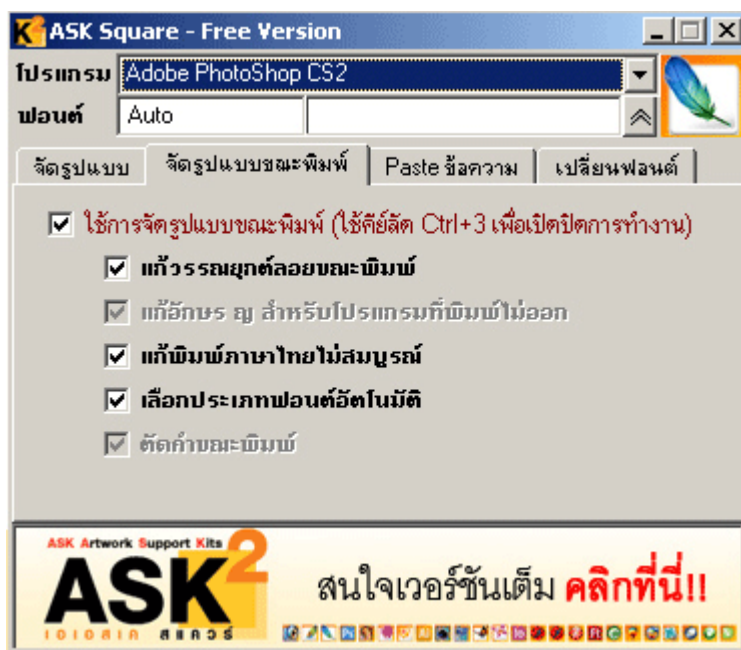 ASK Square - Free Version
โปรแกรม Adobe PhotoShop CS2
ฟอนต์ Auto
จัดรูปแบบ จัดรูปแบบขณะพิมพ์ Paste ข้อความ เปลี่ยนฟอนต์
ใช้การจัดรูปแบบขณะพิมพ์ (ใช้คีย์ลัด Ctrl+3 เพื่อเปิดปิดการทำงาน)
แก้วรรณยุกต์ลอยขณะพิมพ์
แก้อักษร ญ สำหรับโปรแกรมที่พิมพ์ไม่ออก
แก้พิมพ์ภาษาไทยไม่สมบูรณ์
เลือกประเภทฟอนต์อัตโนมัติ
ตัดคำขณะพิมพ์
ASK Artwork Support Kits
ASK2 สนใจเวอร์ชันเต็ม คลิกที่นี่!!
เอเอสเค สแควร์